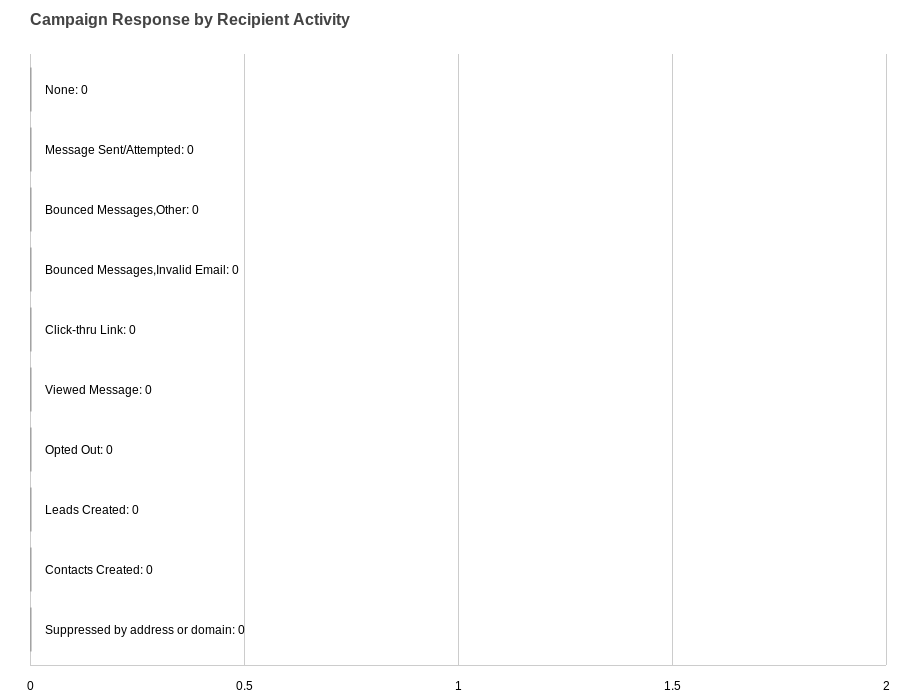 Campaign Response by Recipient Activity
None: 0
Message Sent/Attempted: 0
Bounced Messages,Other: 0
Bounced Messages,Invalid Email: 0
Click-thru Link: 0
Viewed Message: 0
Opted Out: 0
Leads Created: 0
Contacts Created: 0
Suppressed by address or domain: 0
0 0.5 1 1.5 2